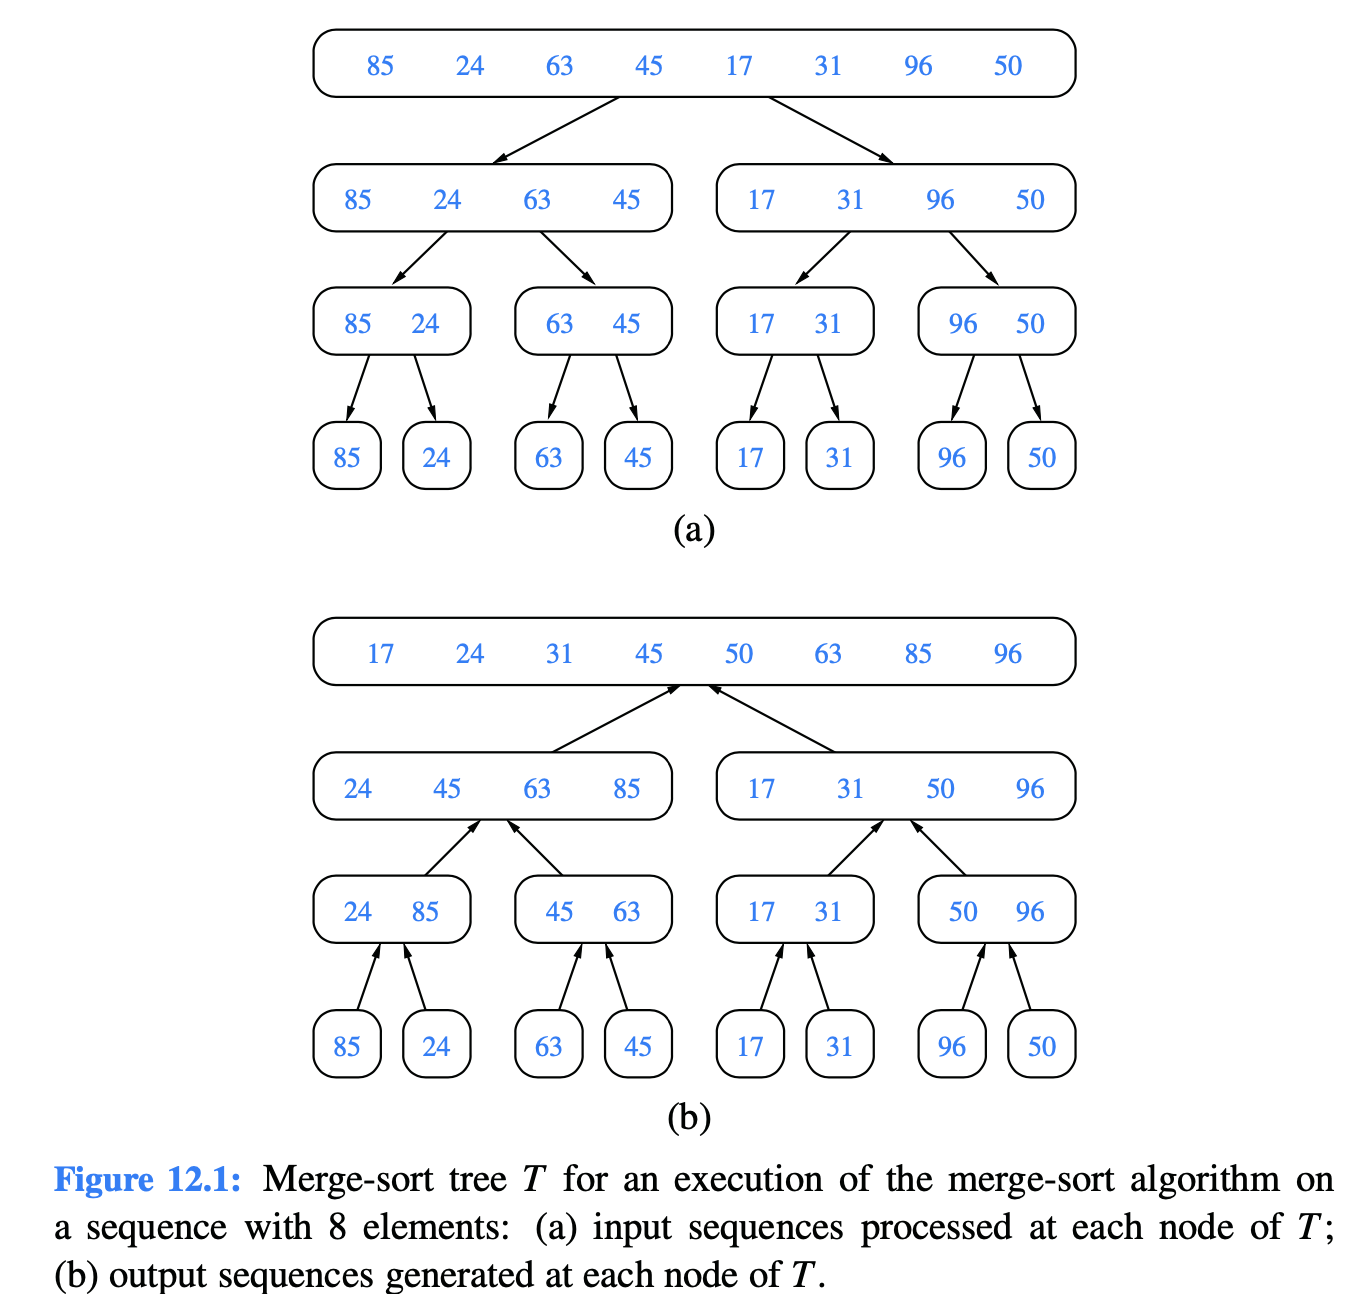 85 24 63 45 17 31 96 50
85 24 63 45 17 31 96 50
85 24 63 45 17 31 96 50
85 24 63 45 17 31 96 50
(a)
17 24 31 45 50 63 85 96
24 45 63 85 17 31 50 96
24 85 45 63 17 31 50 96
85 24 63 45 17 31 96 50
(b)
Figure 12.1: Merge-sort tree T for an execution of the merge-sort algorithm on
a sequence with 8 elements: (a) input sequences processed at each node of T;
(b) output sequences generated at each node of T.